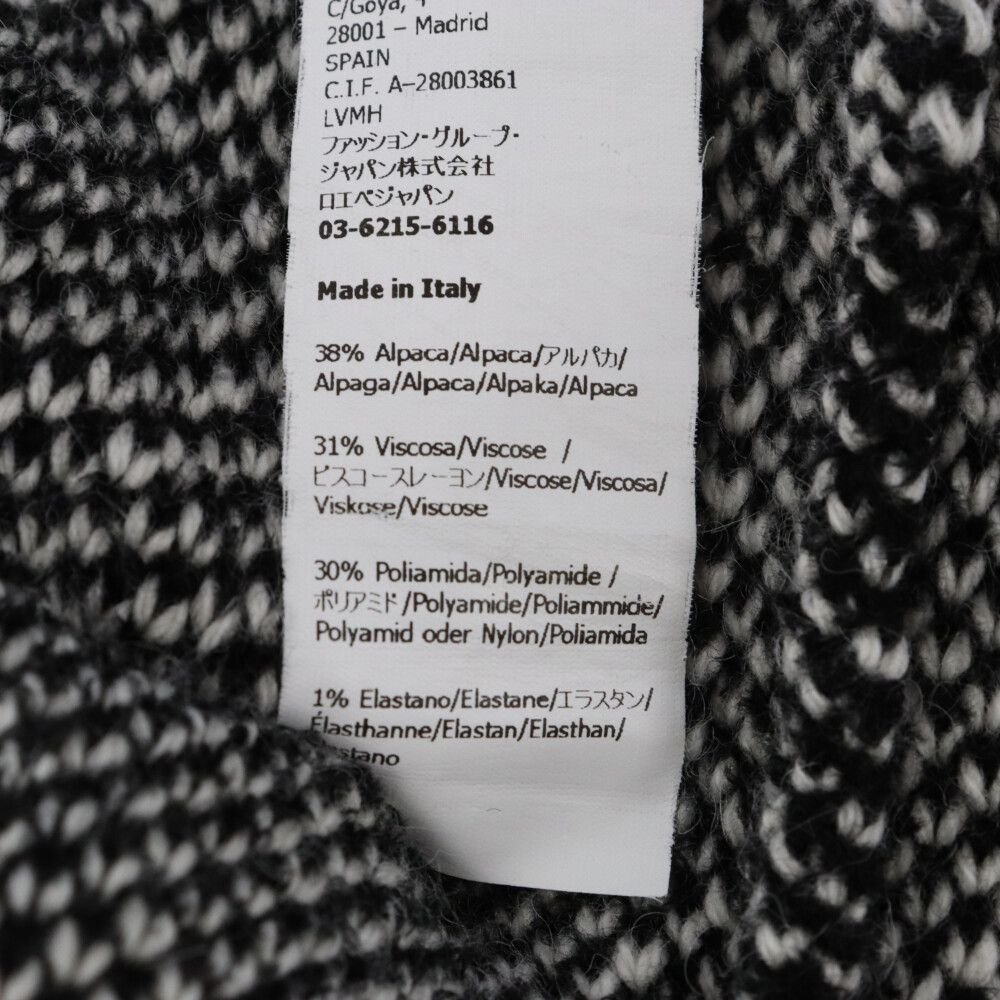 C/Goya, 4
28001 – Madrid
SPAIN
C.I.F. A-28003861
LVMH
ファッション・グループ・
ジャパン株式会社
ロエベジャパン
03-6215-6116
Made in Italy
38% Alpaca/Alpaca/アルパカ/
Alpaga/Alpaca/Alpaka/Alpaca
31% Viscosa/Viscose /
ビスコースレーヨン/Viscose/Viscosa/
Viskose/Viscose
30% Poliamida/Polyamide /
ポリアミド/Polyamide/Poliammide/
Polyamid oder Nylon/Poliamida
1% Elastano/Elastane/エラスタン/
Élasthanne/Elastan/Elasthan/